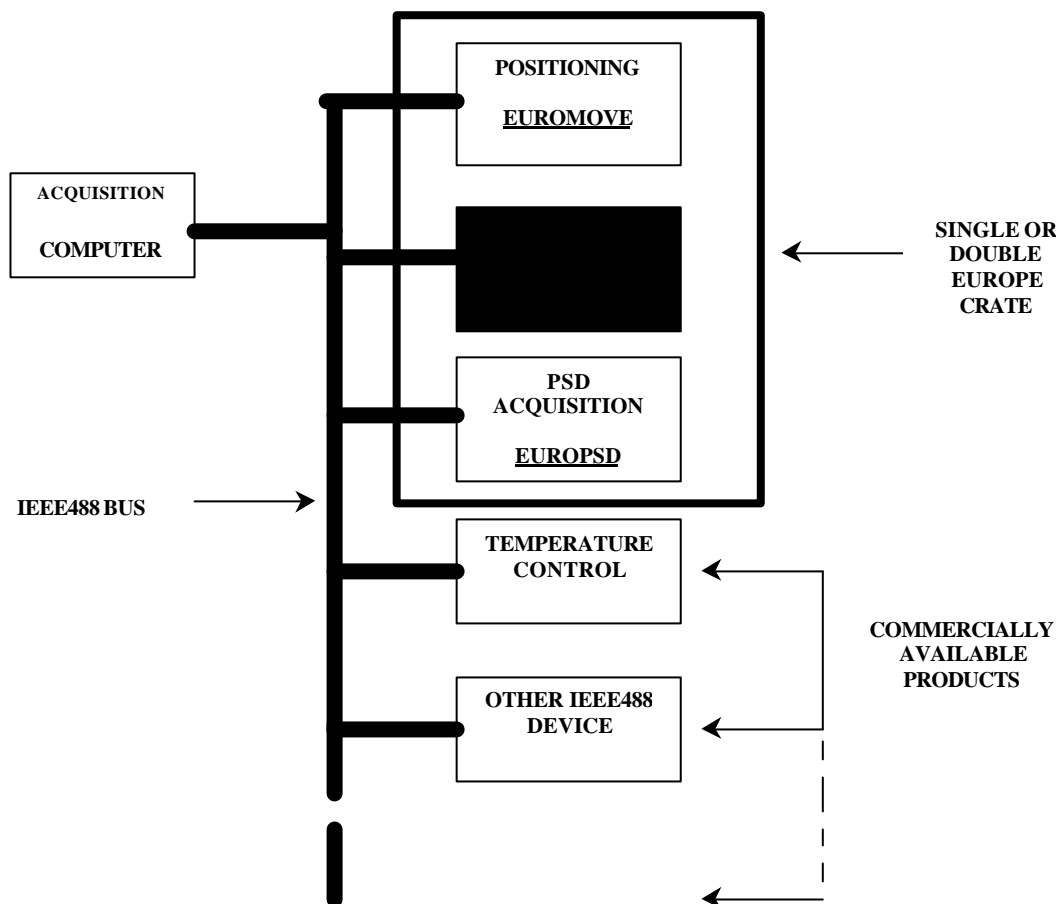 POSITIONING
EUROMOVE
ACQUISITION
COMPUTER
SINGLE OR
DOUBLE
EUROPE
CRATE
PSD
ACQUISITION
EUROPSD
IEEE488 BUS
TEMPERATURE
CONTROL
COMMERCIALLY
AVAILABLE
PRODUCTS
OTHER IEEE488
DEVICE